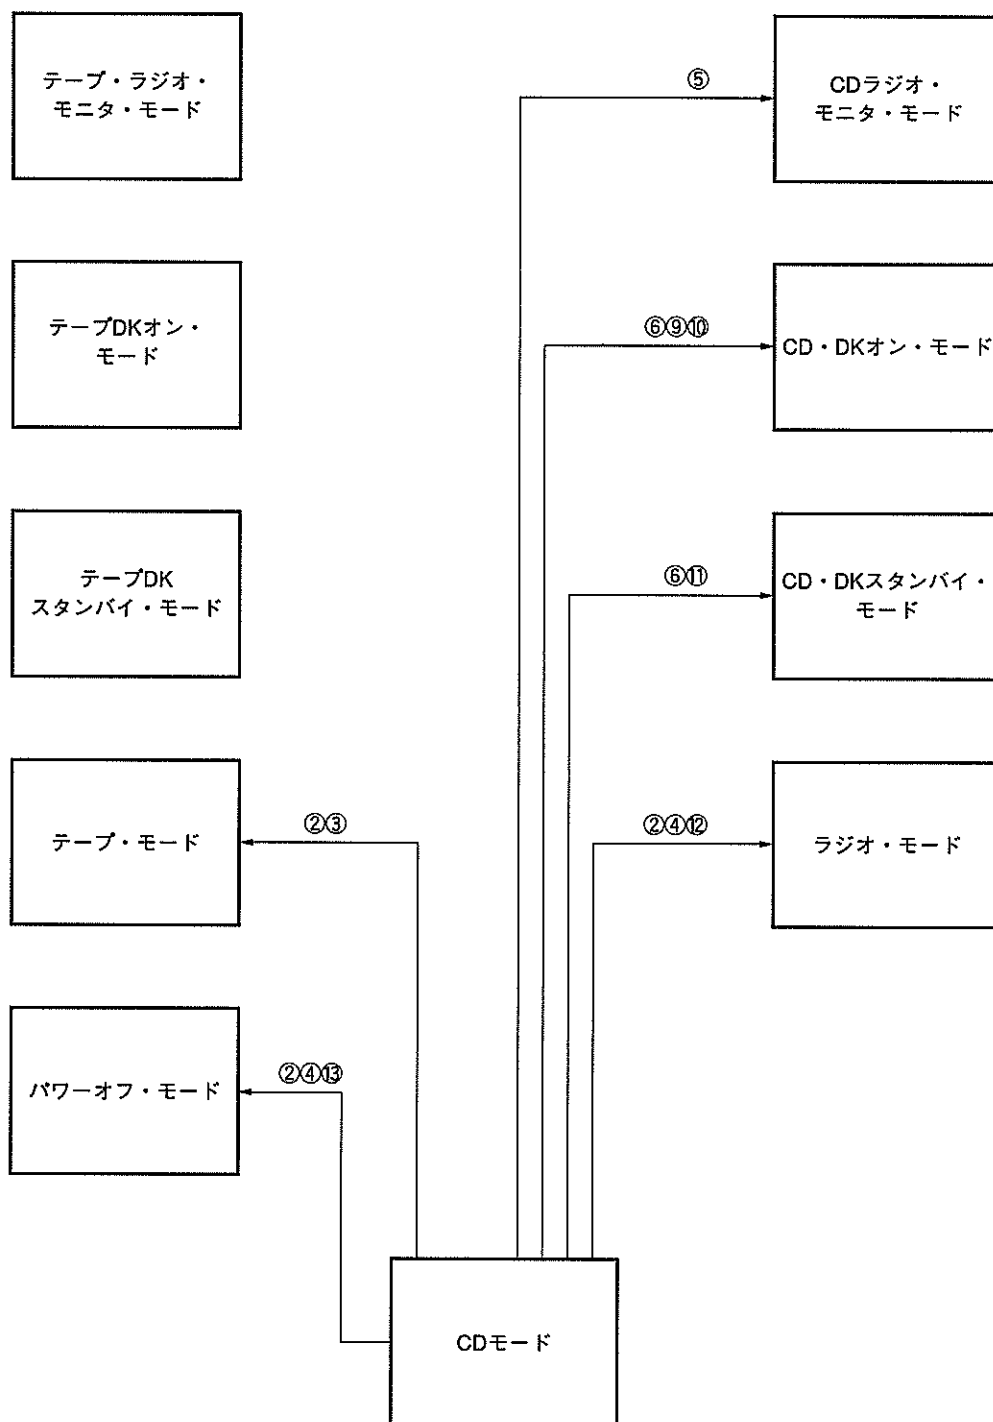 テープ・ラジオ・
モニタ・モード
⑤
CDラジオ・
モニタ・モード
テープDKオン・
モード
⑥⑨⑩
CD・DKオン・モード
テープDK
スタンバイ・モード
⑥⑪
CD・DKスタンバイ・
モード
テープ・モード
②③
②④⑫
ラジオ・モード
パワーオフ・モード
②④⑬
CDモード